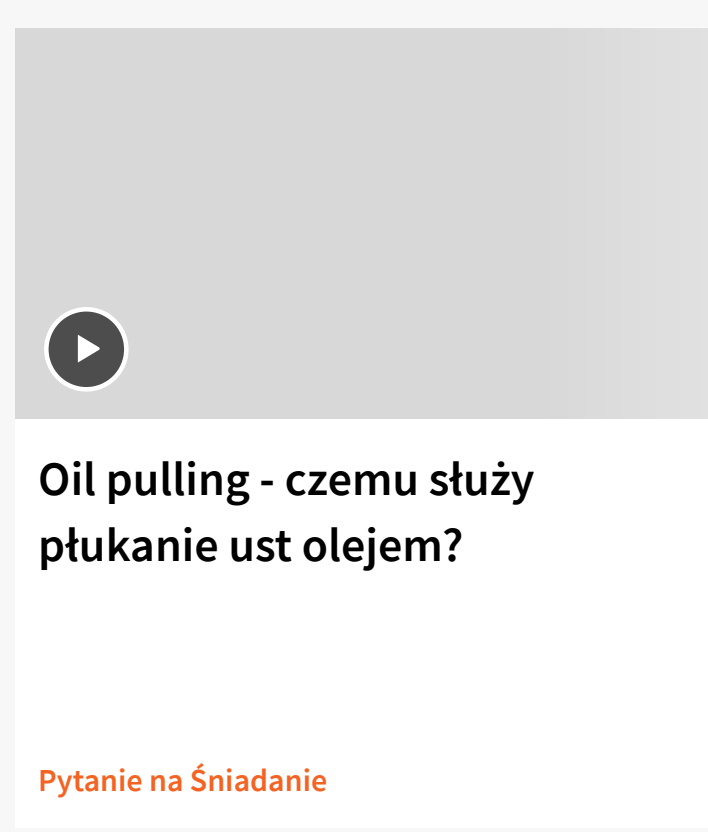 Oil pulling - czemu służy
płukanie ust olejem?
Pytanie na Śniadanie